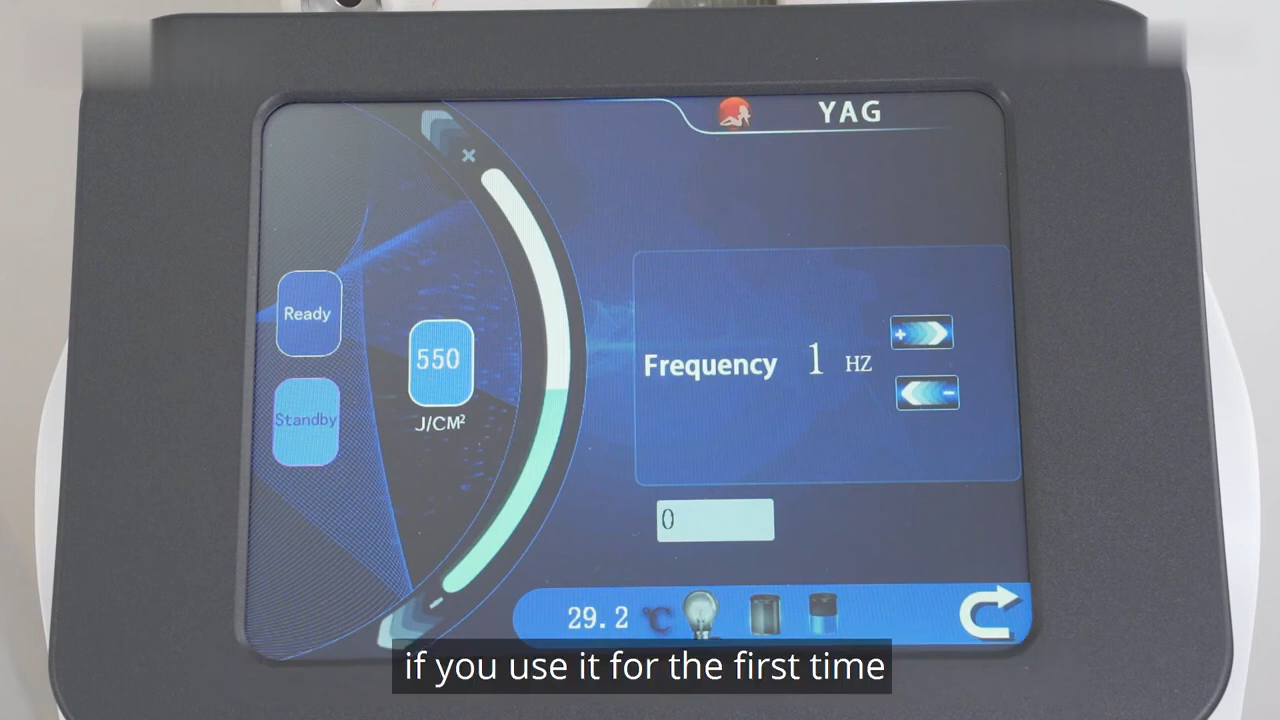 YAG
Ready
550
J/CM²
Standby
Frequency 1 HZ
+
-
0
29.2 ℃
if you use it for the first time